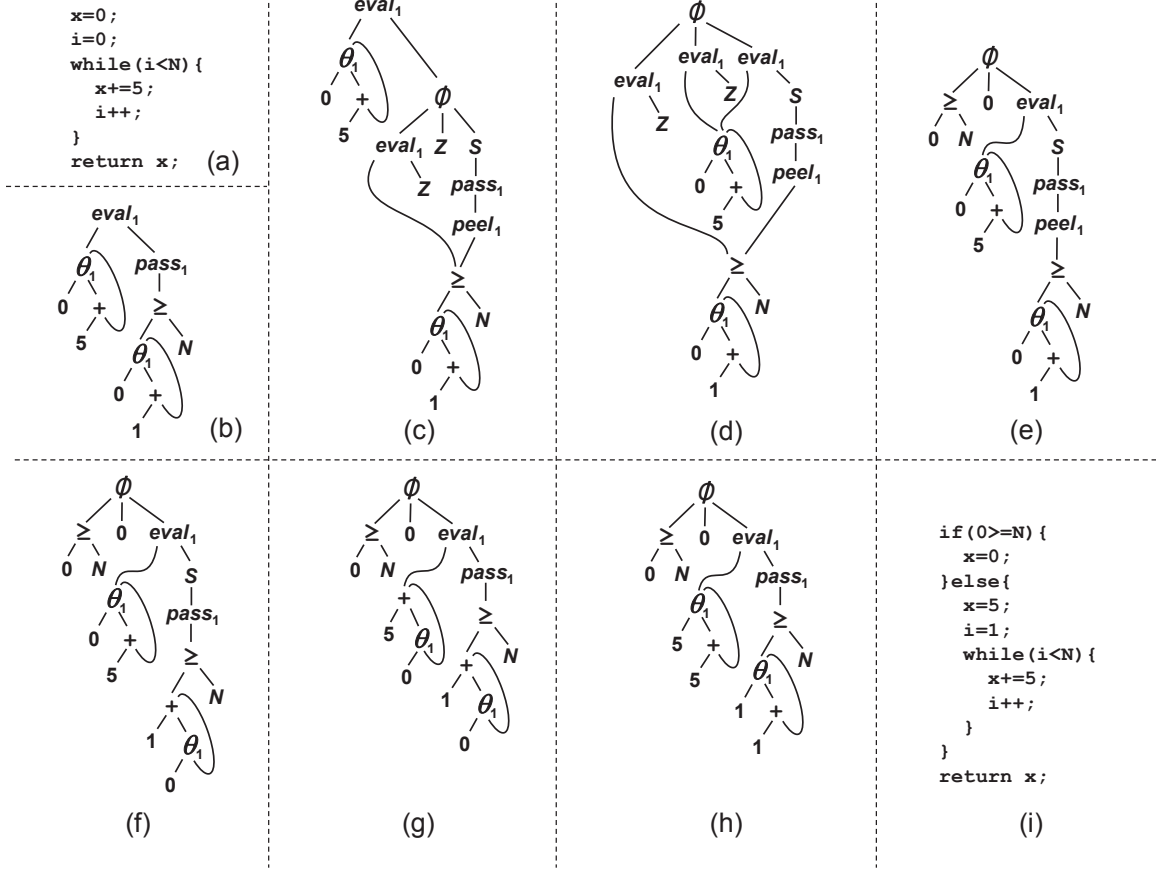 x=0;
i=0;
while(i<N){
x+=5;
i++;
}
return x;
(a)
eval₁
θ₁
pass₁
0
+
≥
5
θ₁
N
0
+
1
(b)
eval₁
θ₁
0
+
ϕ
5
eval₁
Z
S
Z
pass₁
peel₁
≥
θ₁
N
0
+
1
(c)
ϕ
eval₁
eval₁
eval₁
Z
Z
S
θ₁
pass₁
0
+
peel₁
5
≥
θ₁
N
0
+
1
(d)
ϕ
≥
0
eval₁
0
N
S
θ₁
pass₁
0
+
peel₁
5
≥
θ₁
N
0
+
1
(e)
ϕ
≥
0
eval₁
0
N
S
θ₁
pass₁
0
+
≥
5
+
N
1
θ₁
0
(f)
ϕ
≥
0
eval₁
0
N
pass₁
+
≥
5
θ₁
0
+
N
1
θ₁
0
(g)
ϕ
≥
0
eval₁
0
N
pass₁
θ₁
≥
5
+
5
θ₁
N
1
+
1
(h)
if(0>=N){
x=0;
}else{
x=5;
i=1;
while(i<N){
x+=5;
i++;
}
}
return x;
(i)